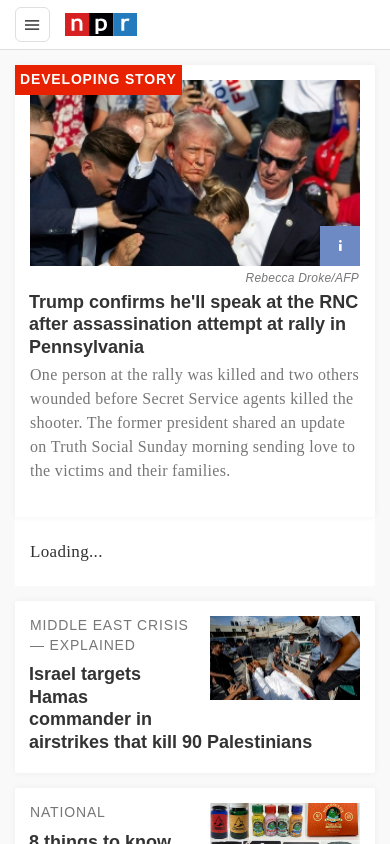 npr
DEVELOPING STORY
Rebecca Droke/AFP
Trump confirms he'll speak at the RNC
after assassination attempt at rally in
Pennsylvania
One person at the rally was killed and two others
wounded before Secret Service agents killed the
shooter. The former president shared an update
on Truth Social Sunday morning sending love to
the victims and their families.
Loading...
MIDDLE EAST CRISIS
— EXPLAINED
Israel targets
Hamas
commander in
airstrikes that kill 90 Palestinians
NATIONAL
8 things to know